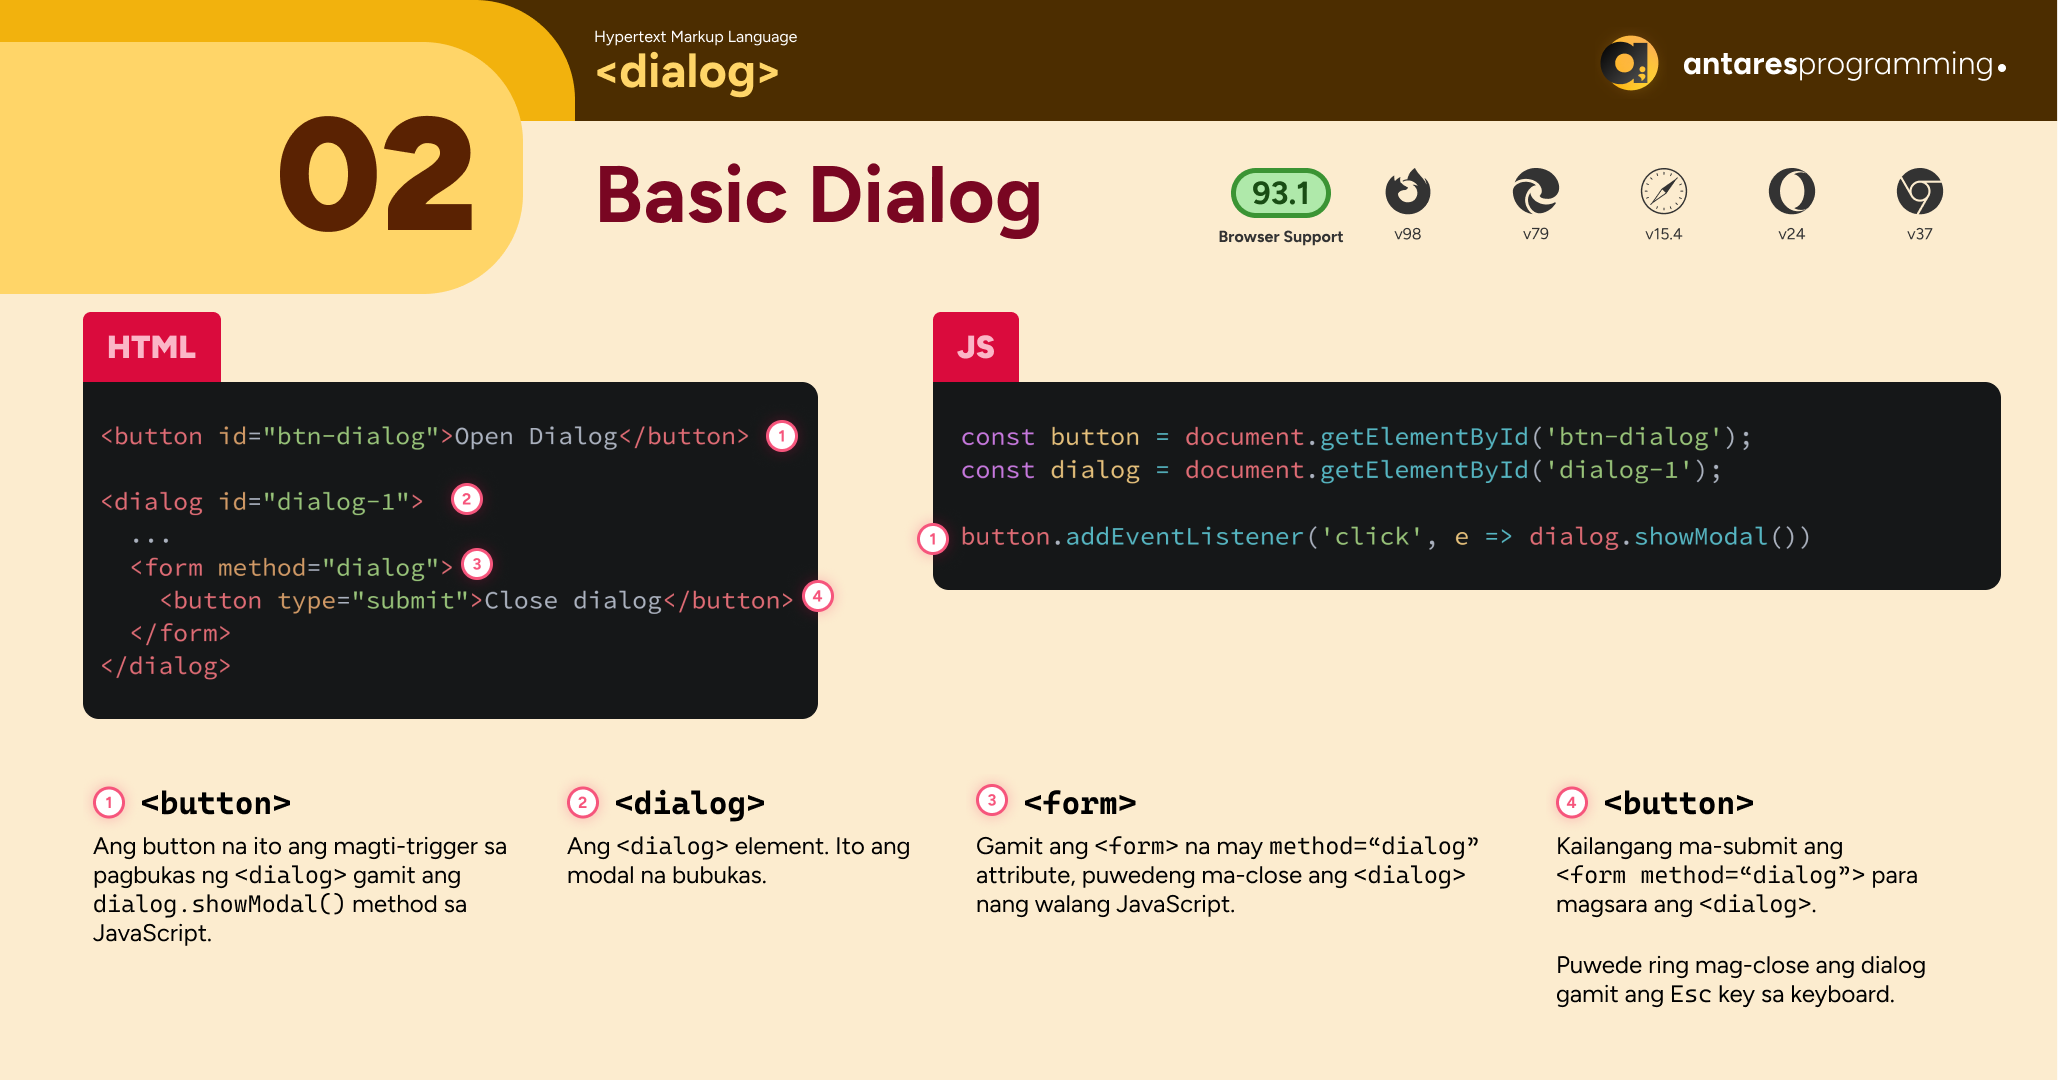 Hypertext Markup Language
<dialog>
antaresprogramming.
02
Basic Dialog
93.1
Browser Support
v98
v79
v15.4
v24
v37
HTML
<button id="btn-dialog">Open Dialog</button> 1
<dialog id="dialog-1"> 2
...
<form method="dialog"> 3
<button type="submit">Close dialog</button> 4
</form>
</dialog>
JS
const button = document.getElementById('btn-dialog');
const dialog = document.getElementById('dialog-1');
1 button.addEventListener('click', e => dialog.showModal())
1 <button>
Ang button na ito ang magti-trigger sa
pagbukas ng <dialog> gamit ang
dialog.showModal() method sa
JavaScript.
2 <dialog>
Ang <dialog> element. Ito ang
modal na bubukas.
3 <form>
Gamit ang <form> na may method=“dialog”
attribute, puwedeng ma-close ang <dialog>
nang walang JavaScript.
4 <button>
Kailangang ma-submit ang
<form method=“dialog”> para
magsara ang <dialog>.
Puwede ring mag-close ang dialog
gamit ang Esc key sa keyboard.